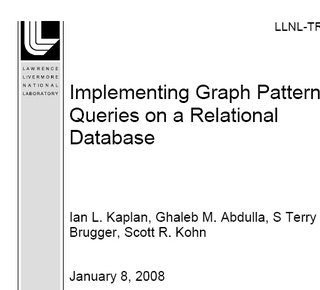 LLNL-TR
LAWRENCE
LIVERMORE
NATIONAL
LABORATORY
Implementing Graph Pattern
Queries on a Relational
Database
Ian L. Kaplan, Ghaleb M. Abdulla, S Terry
Brugger, Scott R. Kohn
January 8, 2008